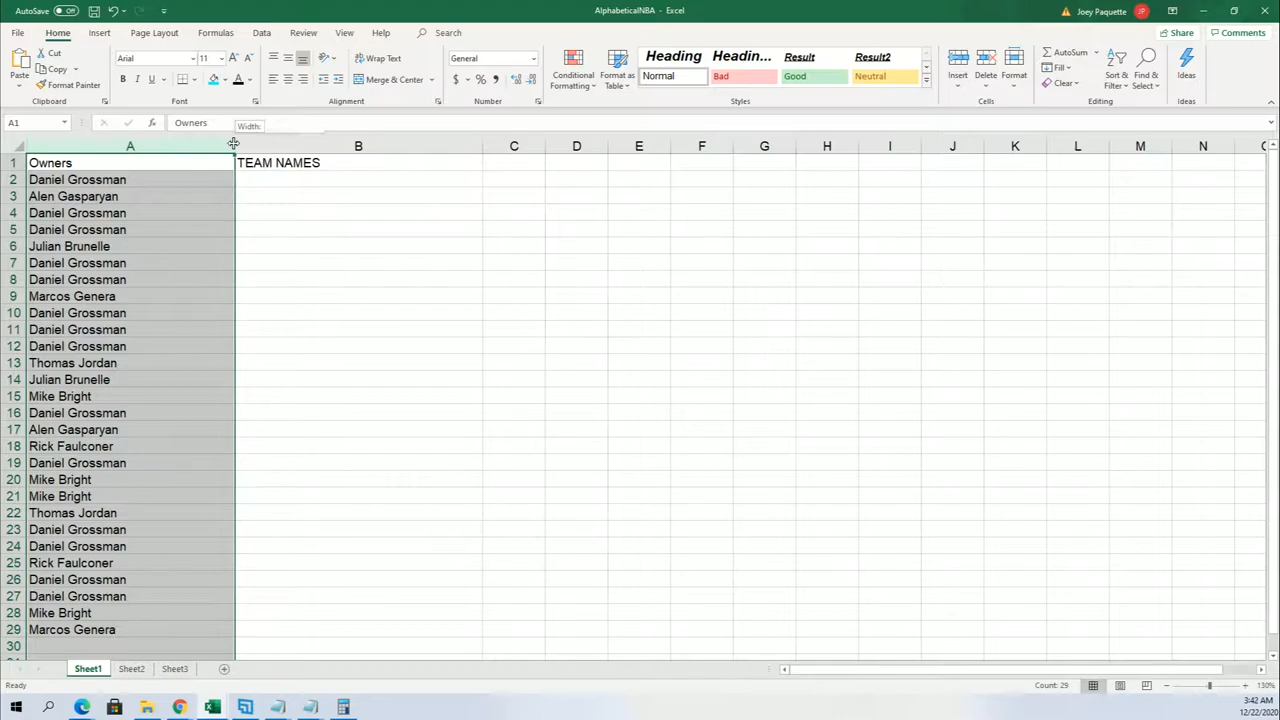 AutoSave Off AlphabeticalNBA - Excel Joey Paquette JP
File Home Insert Page Layout Formulas Data Review View Help Search Share Comments
Paste Cut Copy Format Painter Clipboard
Arial 11 A A B I U A Font
ab Wrap Text Merge & Center Alignment
General $ % Number
Conditional Formatting Format as Table
Heading Headin... Result Result2
Normal Bad Good Neutral
Styles
Insert Delete Format Cells
AutoSum Fill Clear Sort & Filter Find & Select Editing
Ideas Ideas
A1 fx Owners Width:
A B C D E F G H I J K L M N
1 Owners TEAM NAMES
2 Daniel Grossman
3 Alen Gasparyan
4 Daniel Grossman
5 Daniel Grossman
6 Julian Brunelle
7 Daniel Grossman
8 Daniel Grossman
9 Marcos Genera
10 Daniel Grossman
11 Daniel Grossman
12 Daniel Grossman
13 Thomas Jordan
14 Julian Brunelle
15 Mike Bright
16 Daniel Grossman
17 Alen Gasparyan
18 Rick Faulconer
19 Daniel Grossman
20 Mike Bright
21 Mike Bright
22 Thomas Jordan
23 Daniel Grossman
24 Daniel Grossman
25 Rick Faulconer
26 Daniel Grossman
27 Daniel Grossman
28 Mike Bright
29 Marcos Genera
30
Sheet1 Sheet2 Sheet3
Ready Count: 29 130%
3:42 AM
12/22/2020